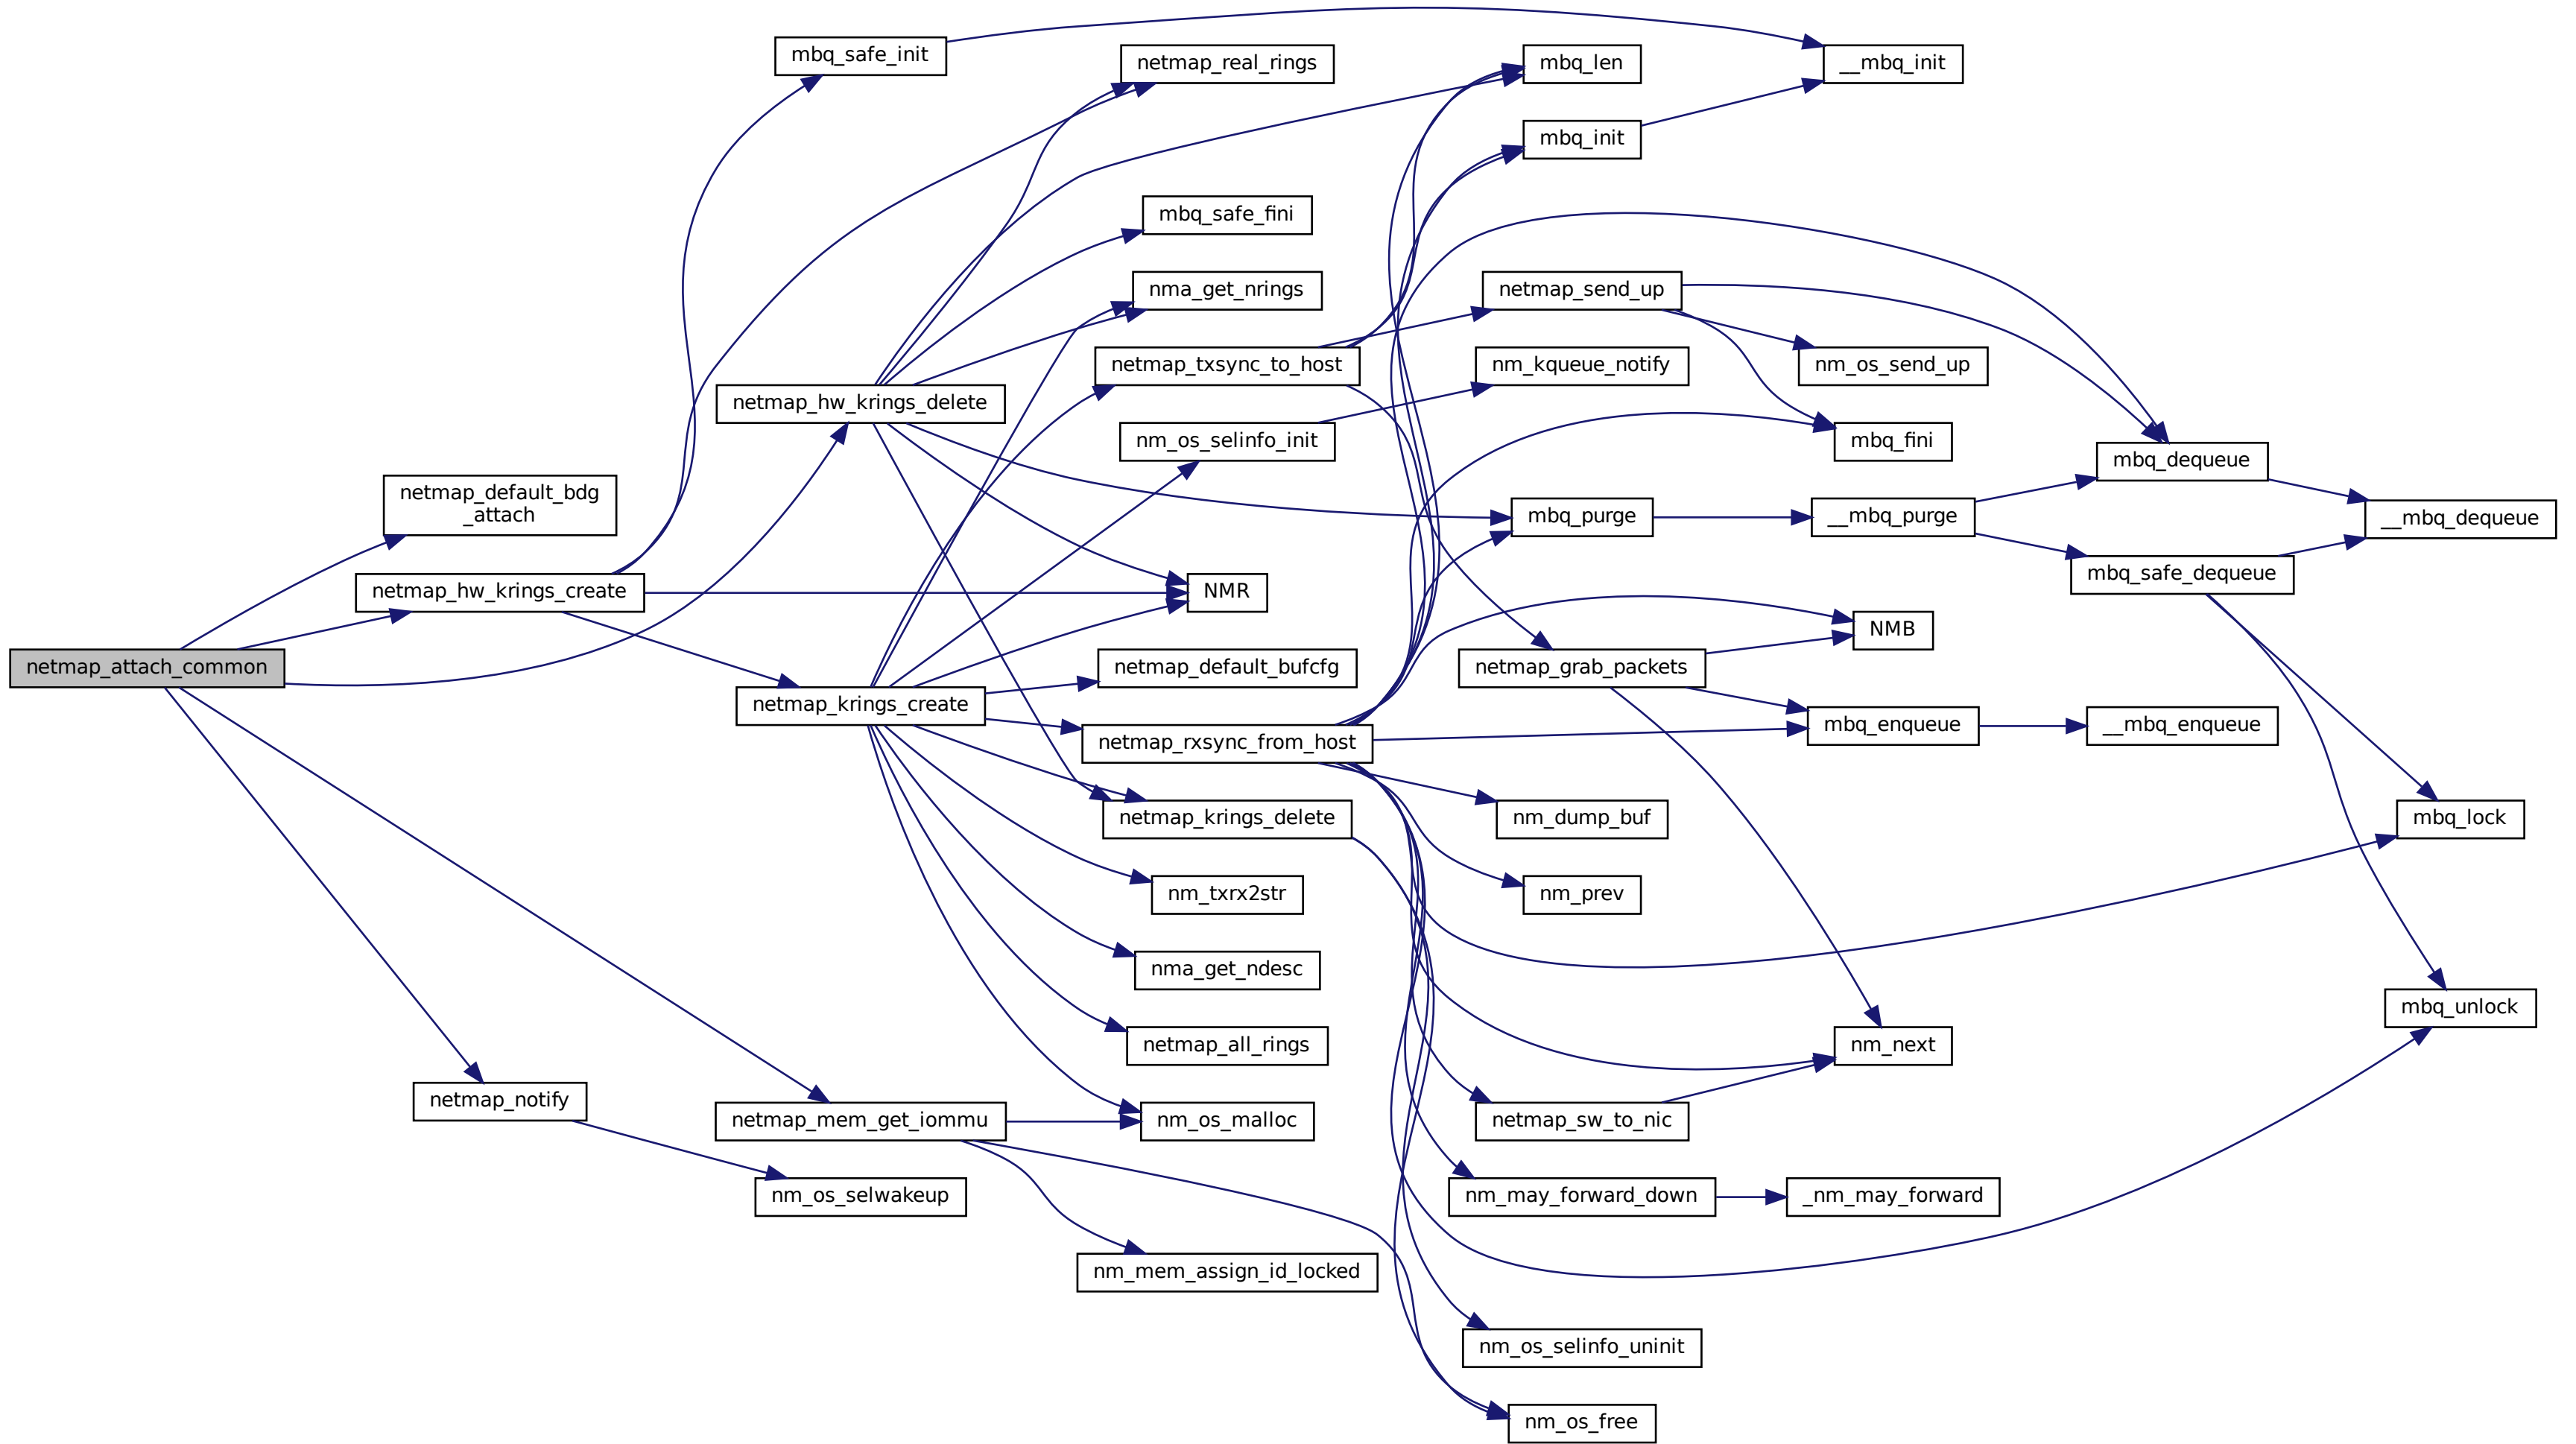 netmap_attach_common
netmap_default_bdg
_attach
netmap_hw_krings_create
netmap_notify
mbq_safe_init
netmap_hw_krings_delete
netmap_krings_create
netmap_mem_get_iommu
nm_os_selwakeup
netmap_real_rings
mbq_safe_fini
nma_get_nrings
netmap_txsync_to_host
nm_os_selinfo_init
NMR
netmap_default_bufcfg
netmap_rxsync_from_host
netmap_krings_delete
nm_txrx2str
nma_get_ndesc
netmap_all_rings
nm_os_malloc
nm_mem_assign_id_locked
mbq_len
mbq_init
netmap_send_up
nm_kqueue_notify
mbq_purge
netmap_grab_packets
nm_dump_buf
nm_prev
netmap_sw_to_nic
nm_may_forward_down
nm_os_selinfo_uninit
nm_os_free
__mbq_init
nm_os_send_up
mbq_fini
__mbq_purge
NMB
mbq_enqueue
nm_next
_nm_may_forward
mbq_dequeue
mbq_safe_dequeue
__mbq_enqueue
__mbq_dequeue
mbq_lock
mbq_unlock